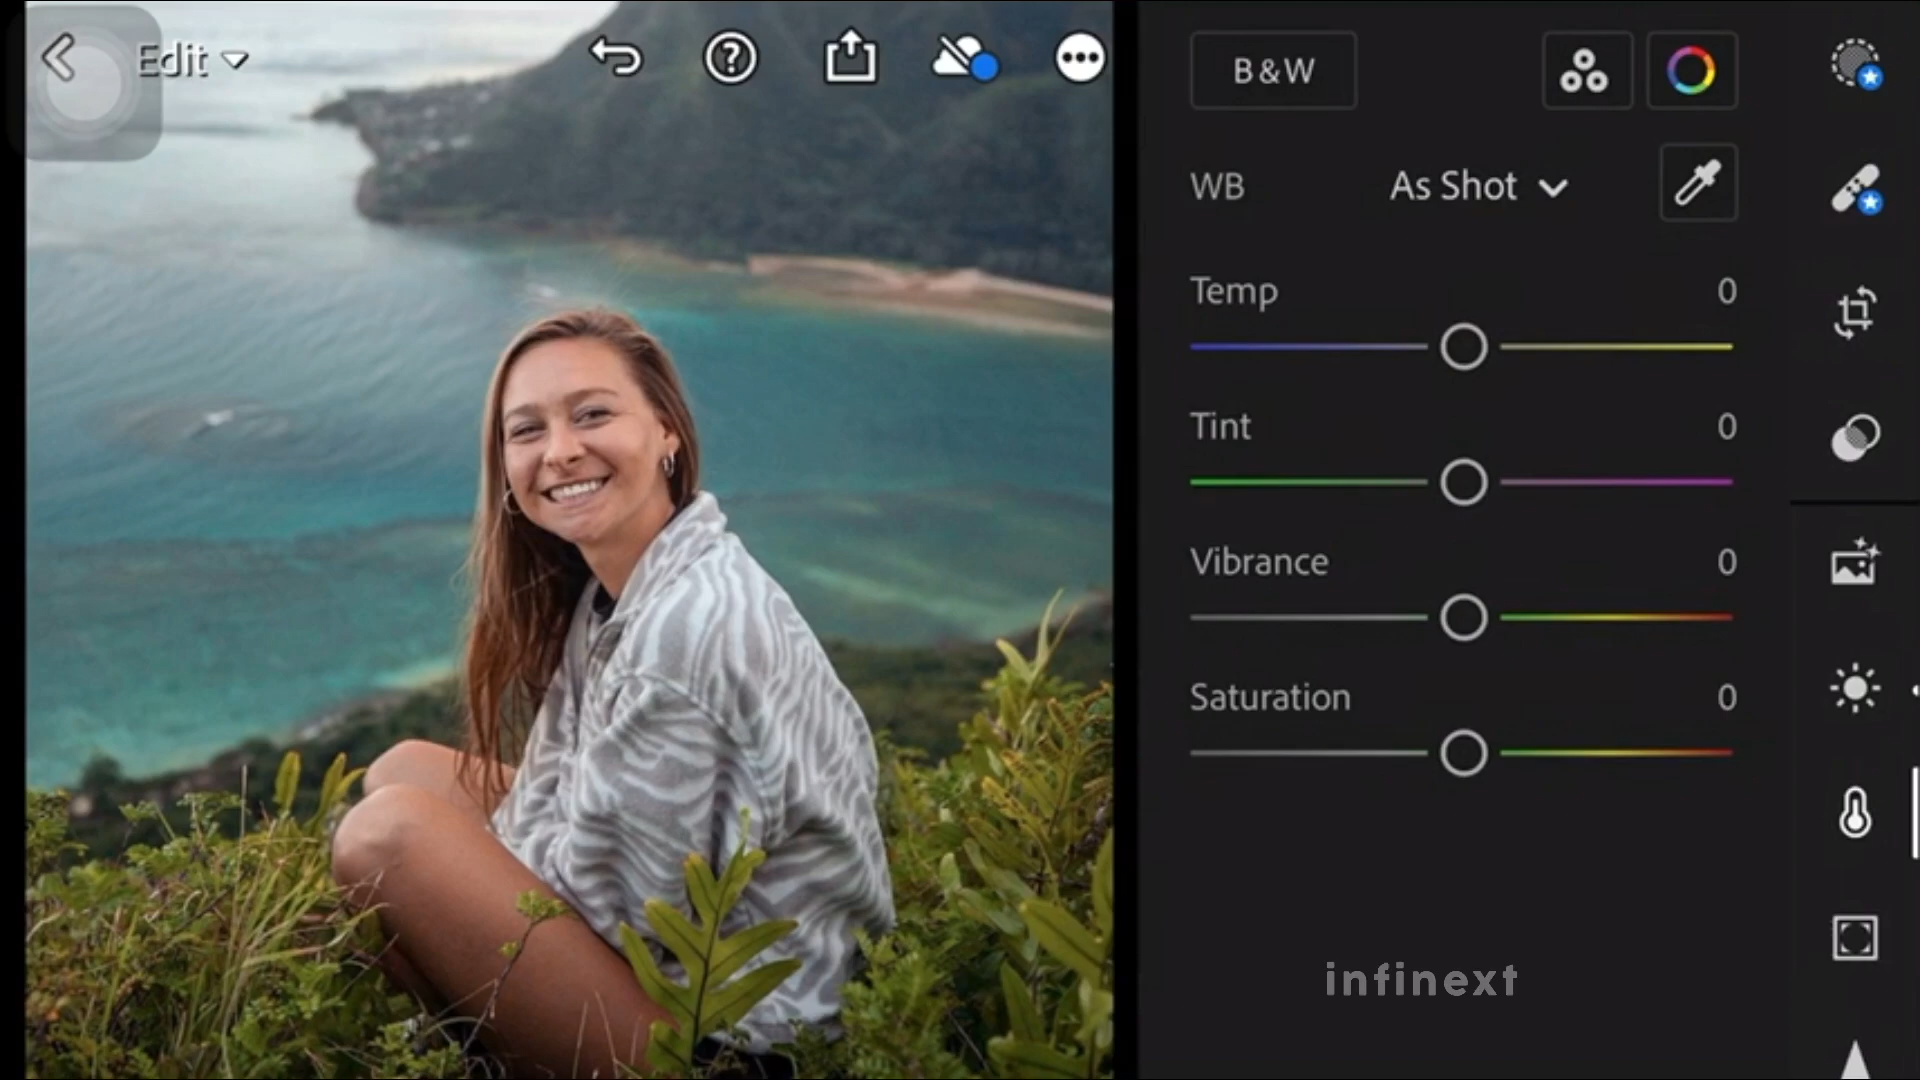 Edit
B&W
WB As Shot
Temp 0
Tint 0
Vibrance 0
Saturation 0
infinext